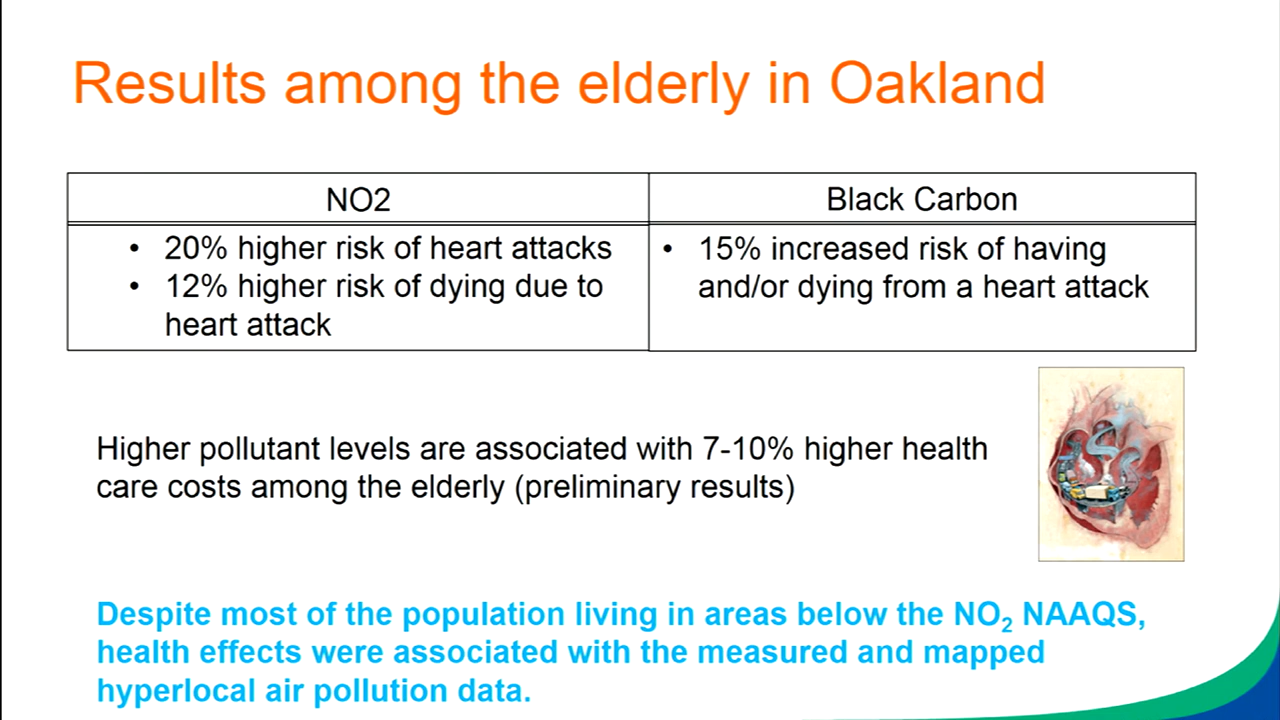 Results among the elderly in Oakland
NO2
• 20% higher risk of heart attacks
• 12% higher risk of dying due to
heart attack
Black Carbon
• 15% increased risk of having
and/or dying from a heart attack
Higher pollutant levels are associated with 7-10% higher health
care costs among the elderly (preliminary results)
Despite most of the population living in areas below the NO₂ NAAQS,
health effects were associated with the measured and mapped
hyperlocal air pollution data.